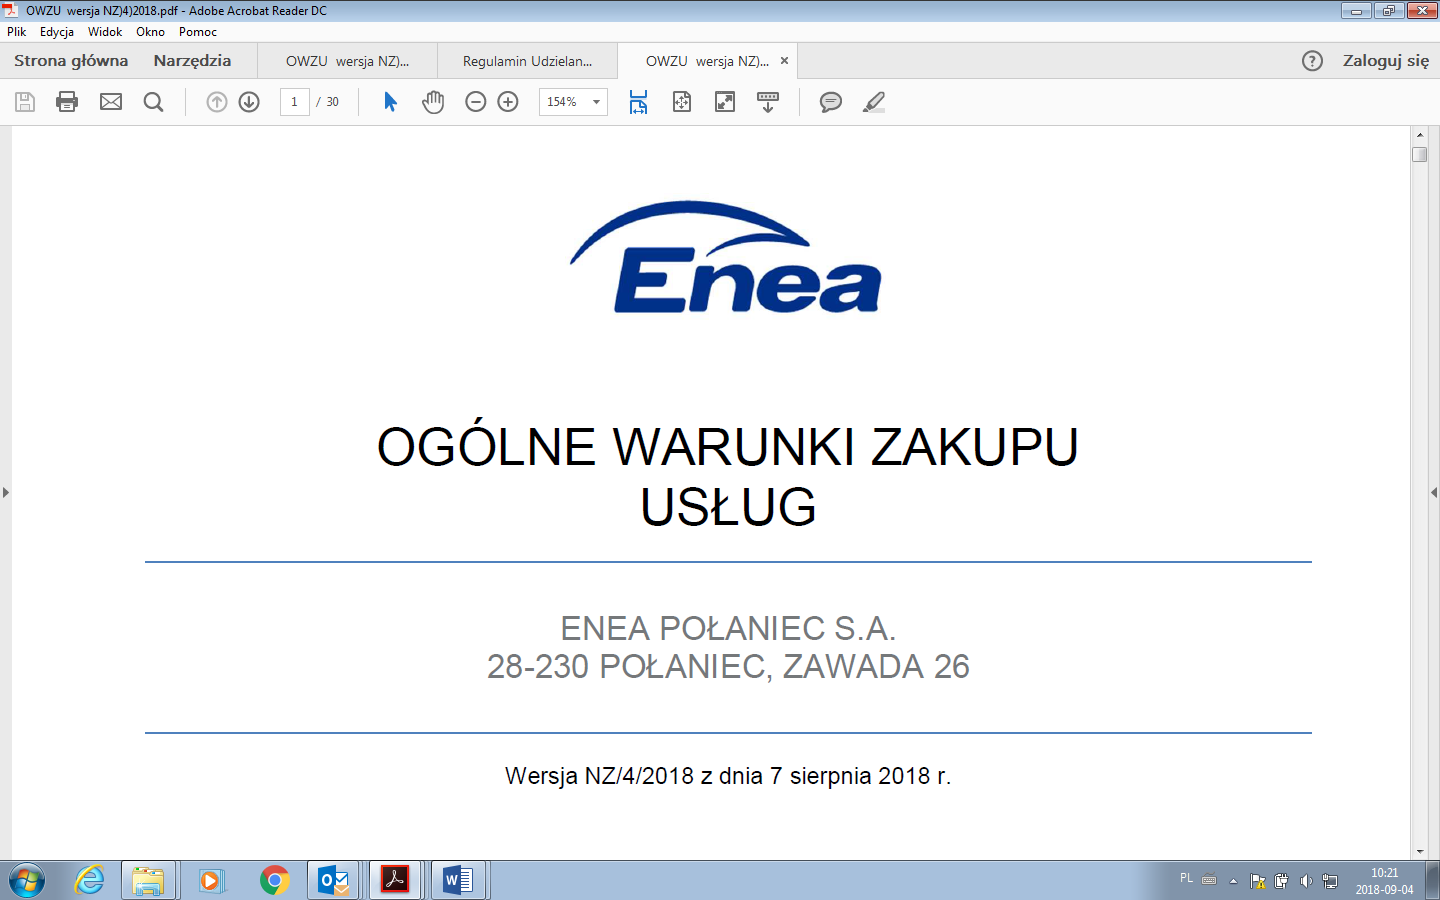 OWZU wersja NZ)4)2018.pdf - Adobe Acrobat Reader DC
Plik Edycja Widok Okno Pomoc
Strona główna Narzędzia OWZU wersja NZ)... Regulamin Udzielan... OWZU wersja NZ)... Zaloguj się
1 / 30 154%
Enea
OGÓLNE WARUNKI ZAKUPU
USŁUG
ENEA POŁANIEC S.A.
28-230 POŁANIEC, ZAWADA 26
Wersja NZ/4/2018 z dnia 7 sierpnia 2018 r.
PL 10:21
2018-09-04